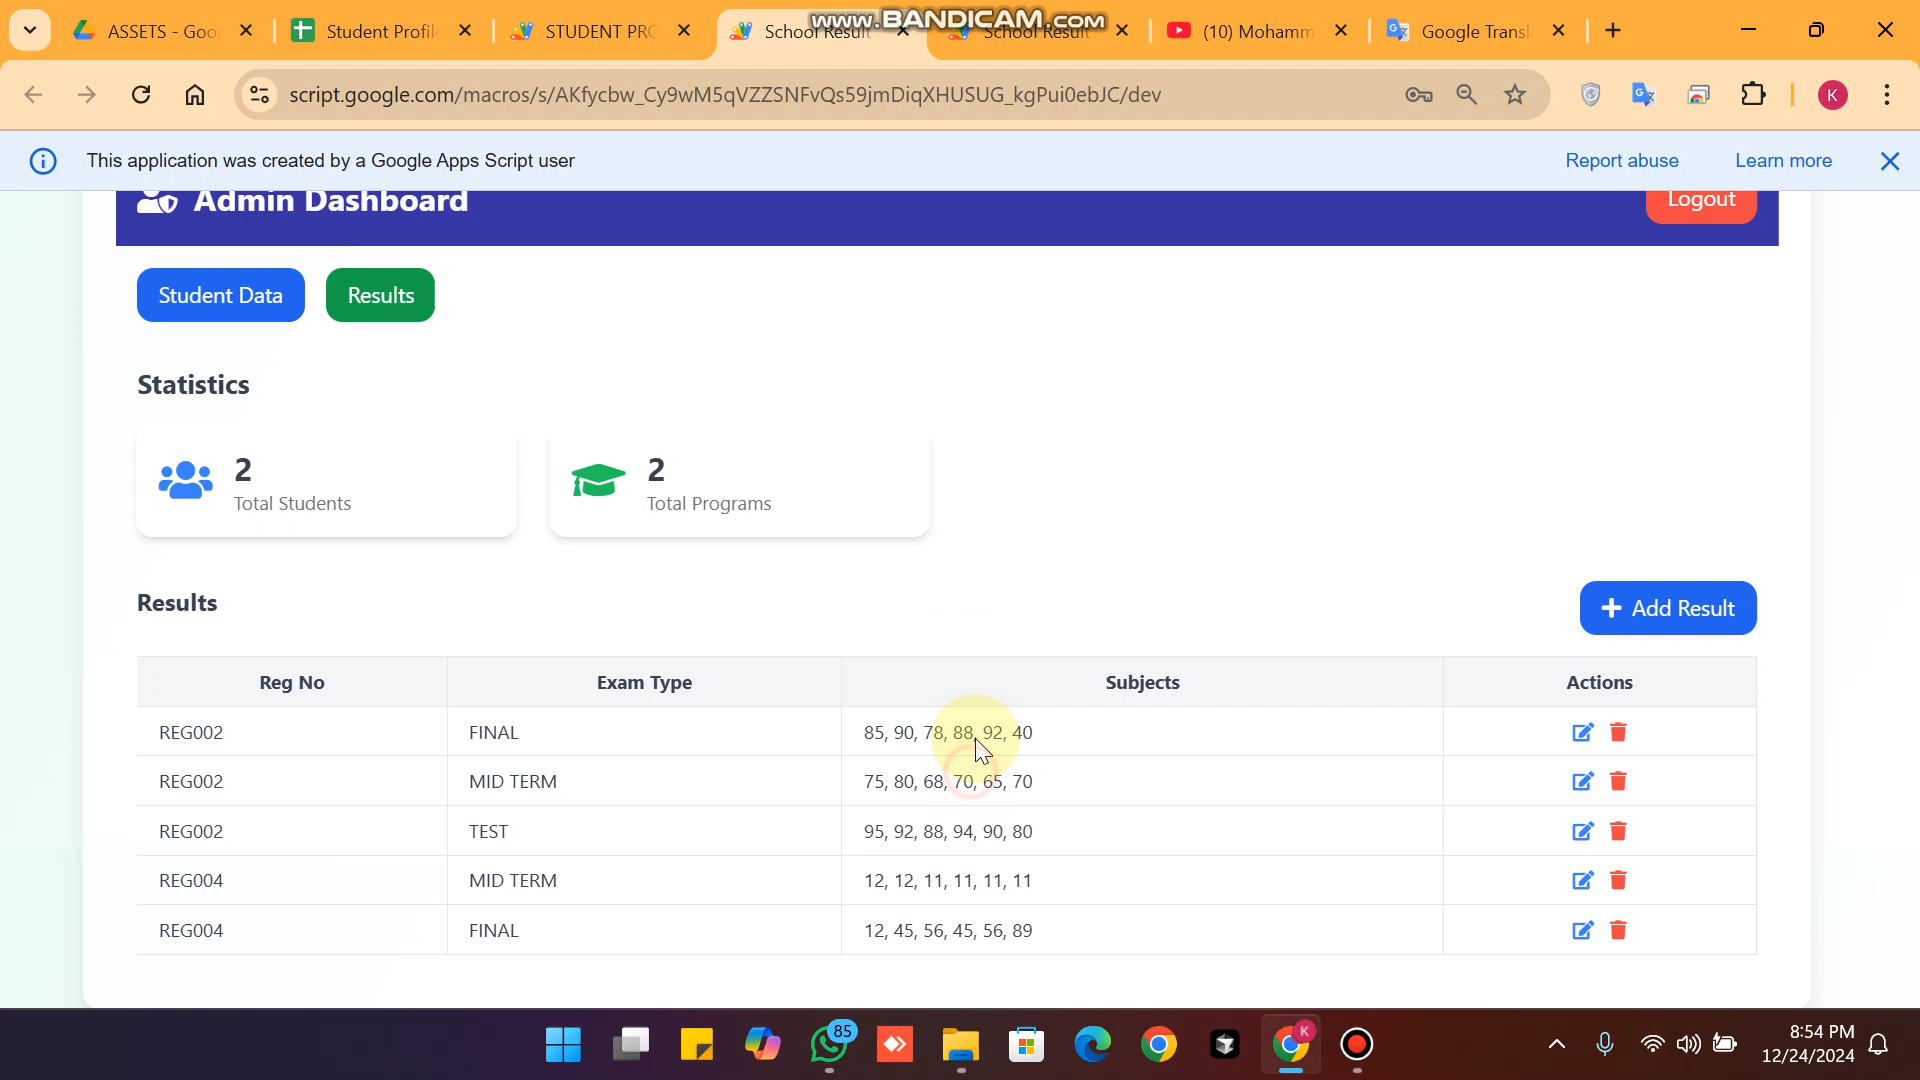 ASSETS - Goo
Student Profil
STUDENT PRO
School Result
School Result
(10) Mohamm
Google Transl
www.BANDICAM.com
script.google.com/macros/s/AKfycbw_Cy9wM5qVZZSNFvQs59jmDiqXHUSUG_kgPui0ebJC/dev
K
This application was created by a Google Apps Script user
Report abuse
Learn more
Admin Dashboard
Logout
Student Data
Results
Statistics
2
Total Students
2
Total Programs
Results
Add Result
Reg No Exam Type Subjects Actions
REG002 FINAL 85, 90, 78, 88, 92, 40
REG002 MID TERM 75, 80, 68, 70, 65, 70
REG002 TEST 95, 92, 88, 94, 90, 80
REG004 MID TERM 12, 12, 11, 11, 11, 11
REG004 FINAL 12, 45, 56, 45, 56, 89
85
K
8:54 PM
12/24/2024